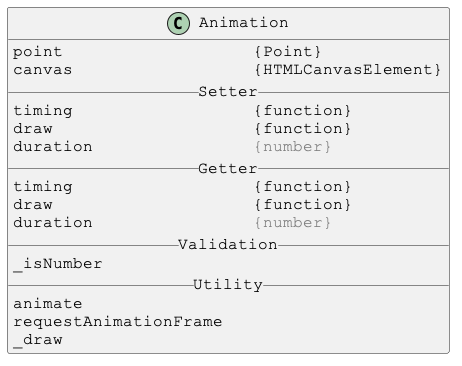 C Animation
point {Point}
canvas {HTMLCanvasElement}
Setter
timing {function}
draw {function}
duration {number}
Getter
timing {function}
draw {function}
duration {number}
Validation
_isNumber
Utility
animate
requestAnimationFrame
_draw